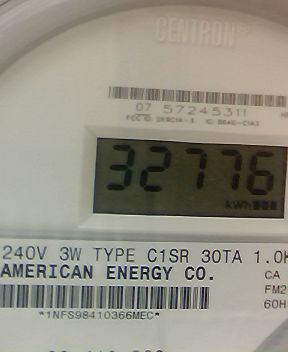 CENTRON®
07 57245311
32776
kWh
240V 3W TYPE C1SR 30TA 1.0K
AMERICAN ENERGY CO.
CA
FM2
60H
*1NFS98410366MEC*